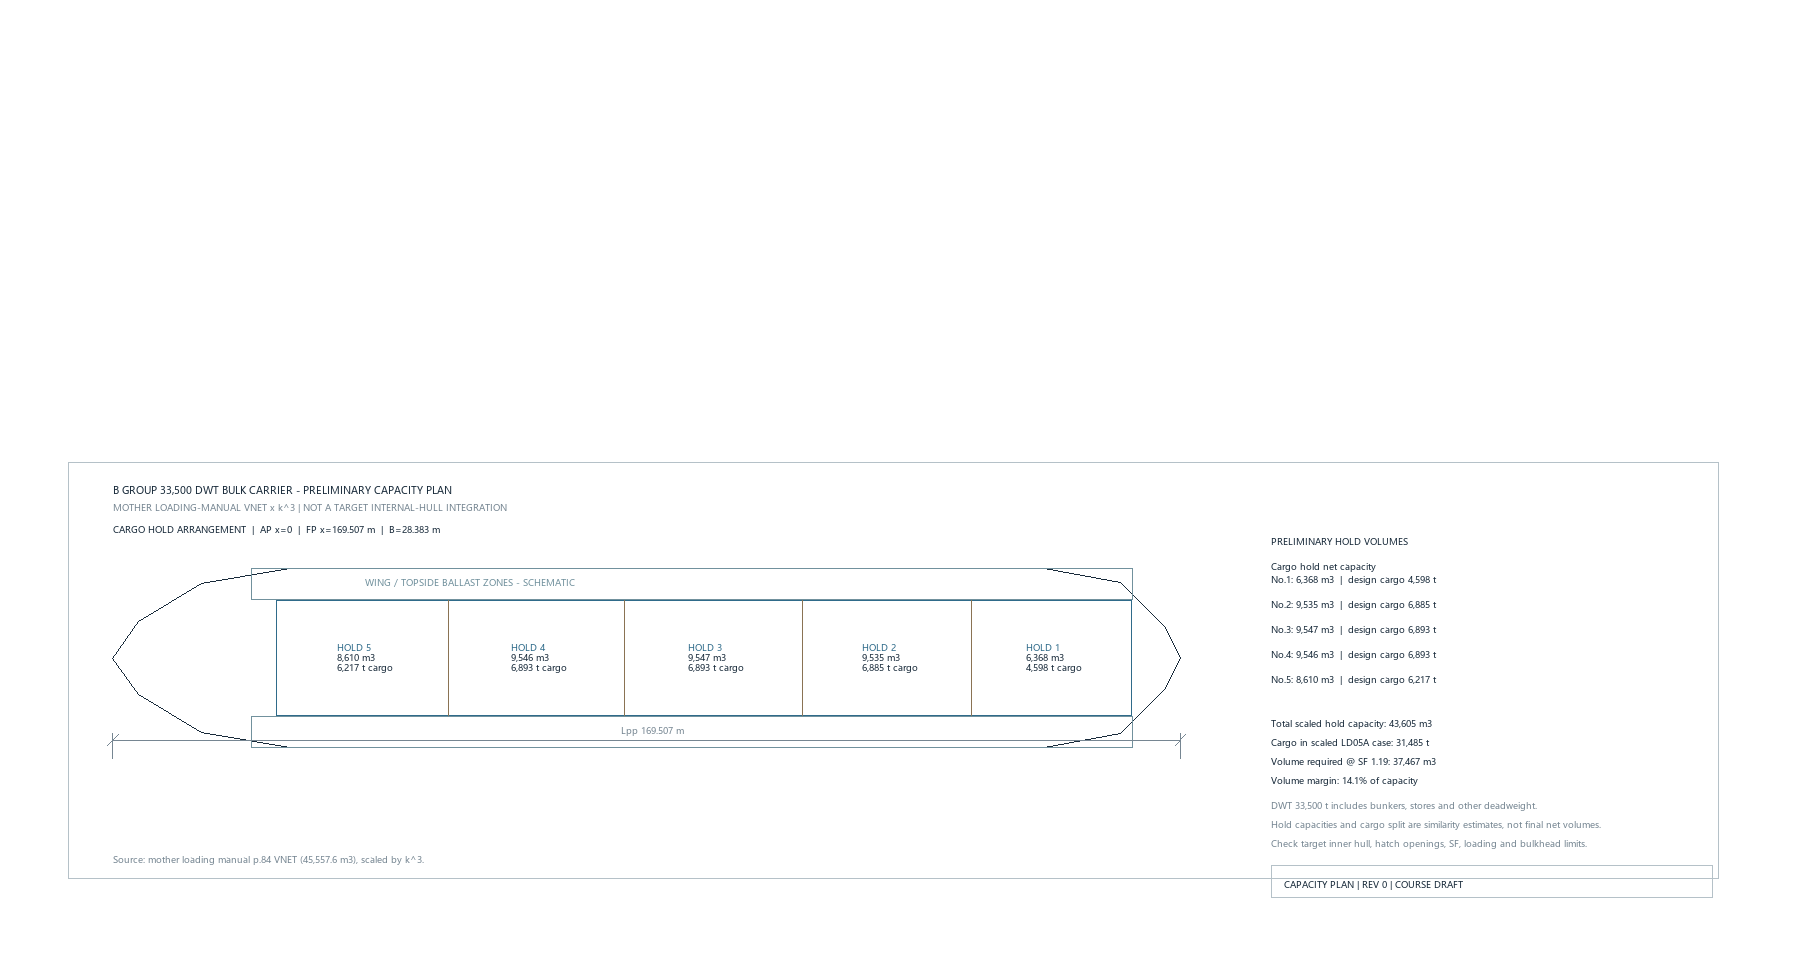 B GROUP 33,500 DWT BULK CARRIER - PRELIMINARY CAPACITY PLAN
MOTHER LOADING-MANUAL VNET x k^3 | NOT A TARGET INTERNAL-HULL INTEGRATION
CARGO HOLD ARRANGEMENT | AP x=0 | FP x=169.507 m | B=28.383 m
WING / TOPSIDE BALLAST ZONES - SCHEMATIC
HOLD 5
8,610 m3
6,217 t cargo
HOLD 4
9,546 m3
6,893 t cargo
HOLD 3
9,547 m3
6,893 t cargo
HOLD 2
9,535 m3
6,885 t cargo
HOLD 1
6,368 m3
4,598 t cargo
Lpp 169.507 m
Source: mother loading manual p.84 VNET (45,557.6 m3), scaled by k^3.
PRELIMINARY HOLD VOLUMES
Cargo hold net capacity
No.1: 6,368 m3 | design cargo 4,598 t
No.2: 9,535 m3 | design cargo 6,885 t
No.3: 9,547 m3 | design cargo 6,893 t
No.4: 9,546 m3 | design cargo 6,893 t
No.5: 8,610 m3 | design cargo 6,217 t
Total scaled hold capacity: 43,605 m3
Cargo in scaled LD05A case: 31,485 t
Volume required @ SF 1.19: 37,467 m3
Volume margin: 14.1% of capacity
DWT 33,500 t includes bunkers, stores and other deadweight.
Hold capacities and cargo split are similarity estimates, not final net volumes.
Check target inner hull, hatch openings, SF, loading and bulkhead limits.
CAPACITY PLAN | REV 0 | COURSE DRAFT